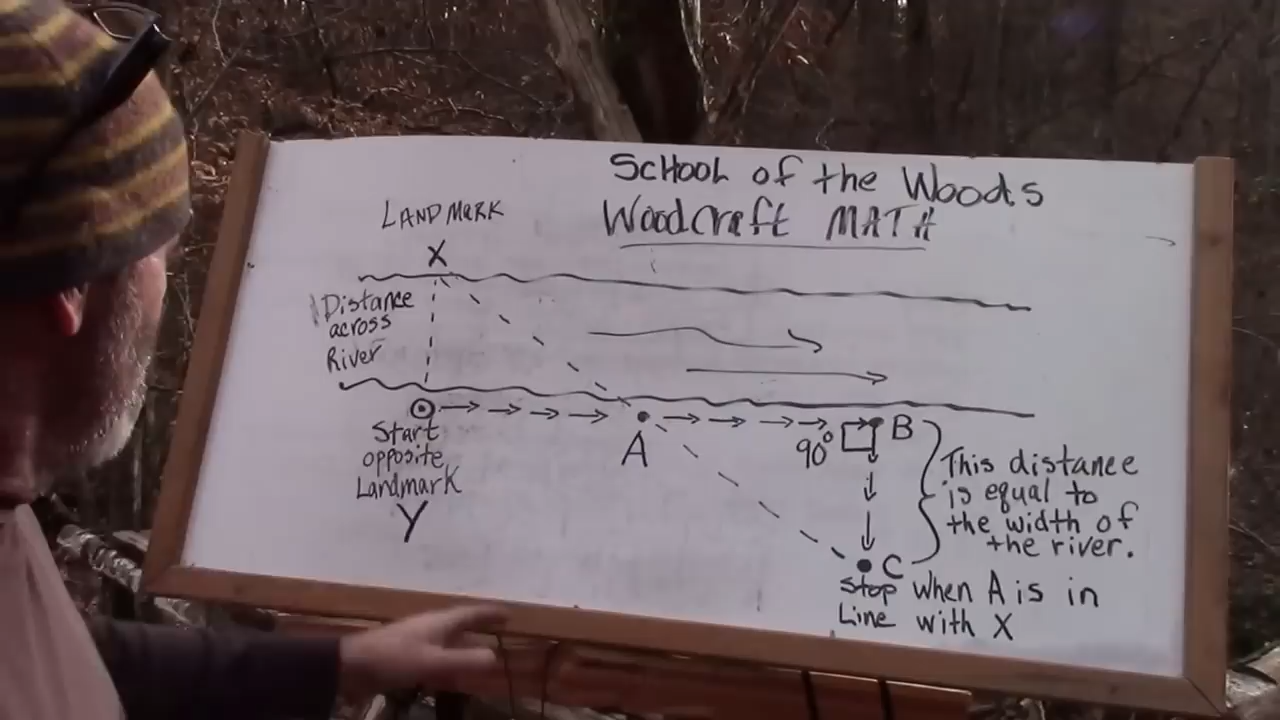 School of the Woods
Woodcraft MATH
LANDMARK
X
Distance
across
River
Start
opposite
Landmark
Y
A
90°
B
This distance
is equal to
the width of
the river.
C
Stop when A is in
Line with X